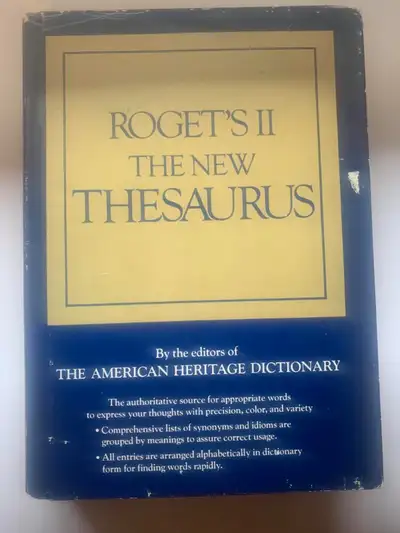 ROGET'S II
THE NEW
THESAURUS
By the editors of
THE AMERICAN HERITAGE DICTIONARY
The authoritative source for appropriate words
to express your thoughts with precision, color, and variety
• Comprehensive lists of synonyms and idioms are
grouped by meanings to assure correct usage.
• All entries are arranged alphabetically in dictionary
form for finding words rapidly.